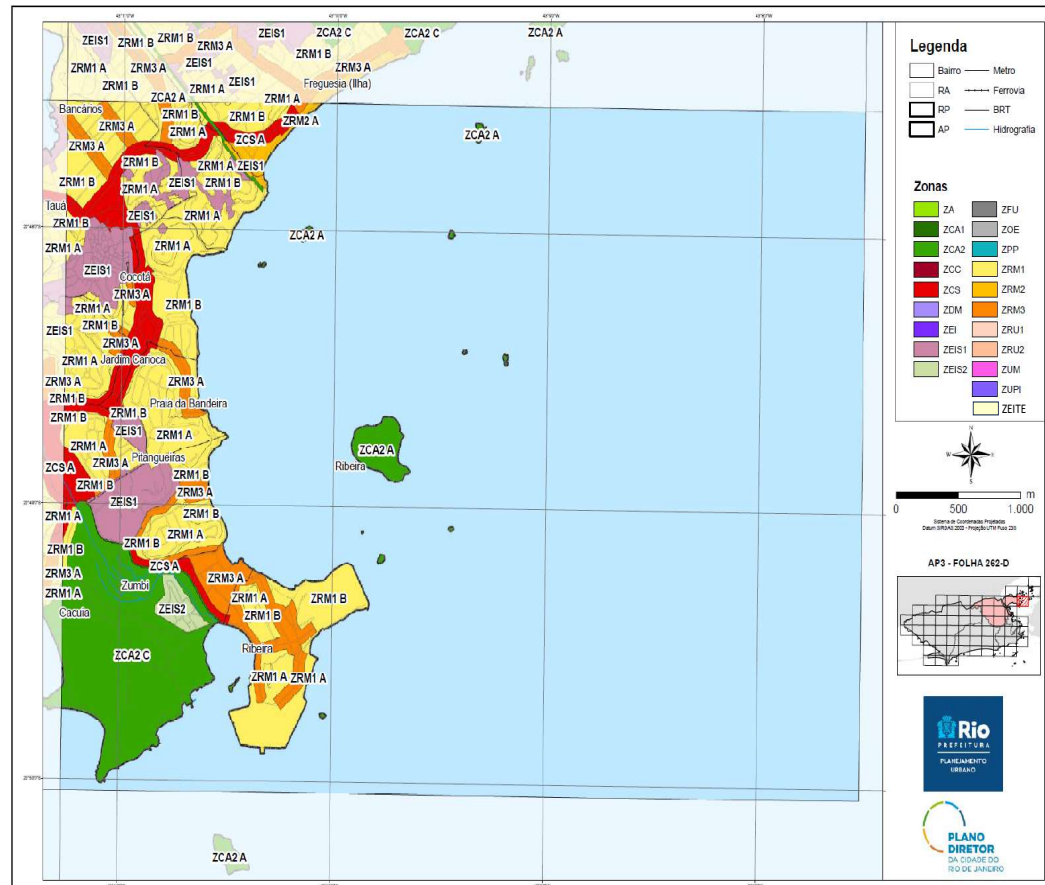 ZEIS1
ZRM1 B
ZRM1 B
ZRM3 A
ZEIS1
ZCA2 C
ZCA2 C
ZCA2 A
ZRM1 A
ZRM3 A
ZEIS1
ZRM1 B
ZRM3 A
ZRM1 B
ZRM1 A
ZEIS1
Freguesia (Ilha)
ZCA2 A
ZRM1 A
Bancários
ZRM1 B
ZRM1 B
ZRM2 A
ZRM3 A
ZRM1 A
ZCS A
ZCA2 A
ZRM3 A
ZRM1 B
ZRM1 A
ZEIS1
ZRM1 B
ZRM1 A
ZEIS1
ZRM1 B
Tauá
ZEIS1
ZRM1 A
ZRM1 B
ZCA2 A
ZRM1 A
ZRM1 A
ZEIS1
Cocotá
ZRM3 A
ZRM1 B
ZRM1 A
ZRM1 B
ZEIS1
ZRM3 A
Jardim Carioca
ZRM1 A
ZRM3 A
ZRM3 A
ZRM1 B
Praia da Bandeira
ZRM1 B
ZRM1 B
ZEIS1
ZRM1 A
ZRM1 A
ZCA2 A
Ribeira
Pitangueiras
ZCS A
ZRM3 A
ZRM1 B
ZRM1 B
ZRM3 A
ZEIS1
ZRM1 A
ZRM1 B
ZRM1 A
ZRM1 B
ZRM1 B
ZCS A
ZRM3 A
ZRM3 A
Zumbi
ZRM1 A
ZRM1 A
ZRM1 B
Cacuia
ZEIS2
ZRM1 B
Ribeira
ZCA2 C
ZRM1 A
ZRM1 A
ZCA2 A
Legenda
Bairro
Metro
RA
Ferrovia
RP
BRT
AP
Hidrografia
Zonas
ZA
ZFU
ZCA1
ZOE
ZCA2
ZPP
ZCC
ZRM1
ZCS
ZRM2
ZDM
ZRM3
ZEI
ZRU1
ZEIS1
ZRU2
ZEIS2
ZUM
ZUPI
ZEITE
N
W
E
S
m
0 500 1.000
Sistema de Coordenadas Projetadas
AP3 - FOLHA 262-D
Rio
PREFEITURA
PLANEJAMENTO
URBANO
PLANO
DIRETOR
DA CIDADE DO
RIO DE JANEIRO